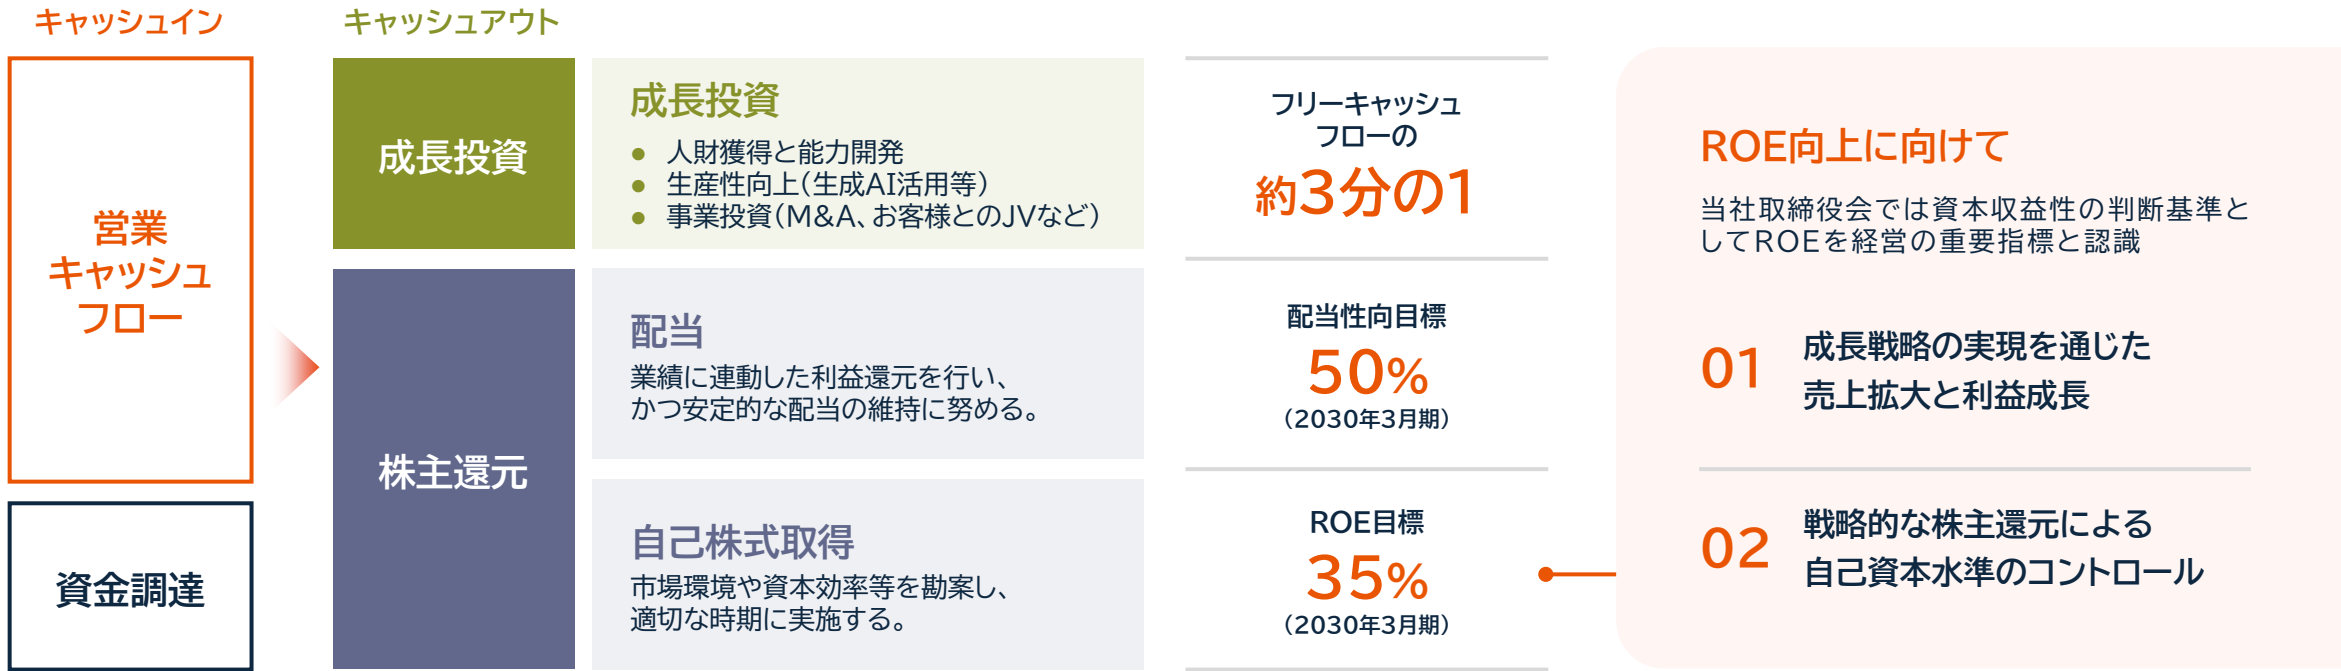 キャッシュイン
キャッシュアウト
営業
キャッシュ
フロー
資金調達
成長投資
株主還元
成長投資
● 人財獲得と能力開発
● 生産性向上（生成AI活用等）
● 事業投資（M&A、お客様とのJVなど）
配当
業績に連動した利益還元を行い、
かつ安定的な配当の維持に努める。
自己株式取得
市場環境や資本効率等を勘案し、
適切な時期に実施する。
フリーキャッシュ
フローの
約3分の1
配当性向目標
50%
（2030年3月期）
ROE目標
35%
（2030年3月期）
ROE向上に向けて
当社取締役会では資本収益性の判断基準と
してROEを経営の重要指標と認識
01
成長戦略の実現を通じた
売上拡大と利益成長
02
戦略的な株主還元による
自己資本水準のコントロール